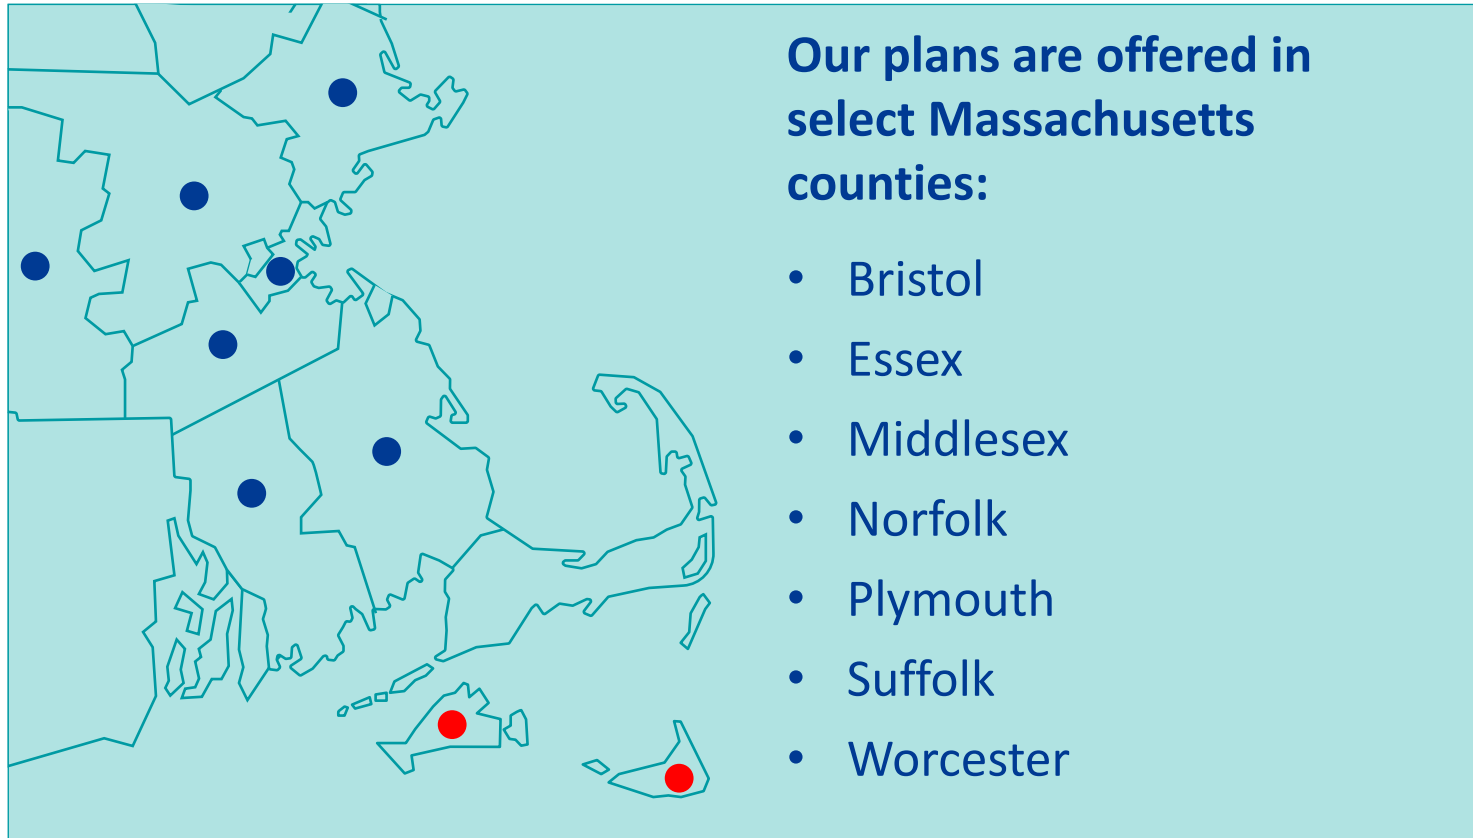 Our plans are offered in
select Massachusetts
counties:
• Bristol
• Essex
• Middlesex
• Norfolk
• Plymouth
• Suffolk
• Worcester